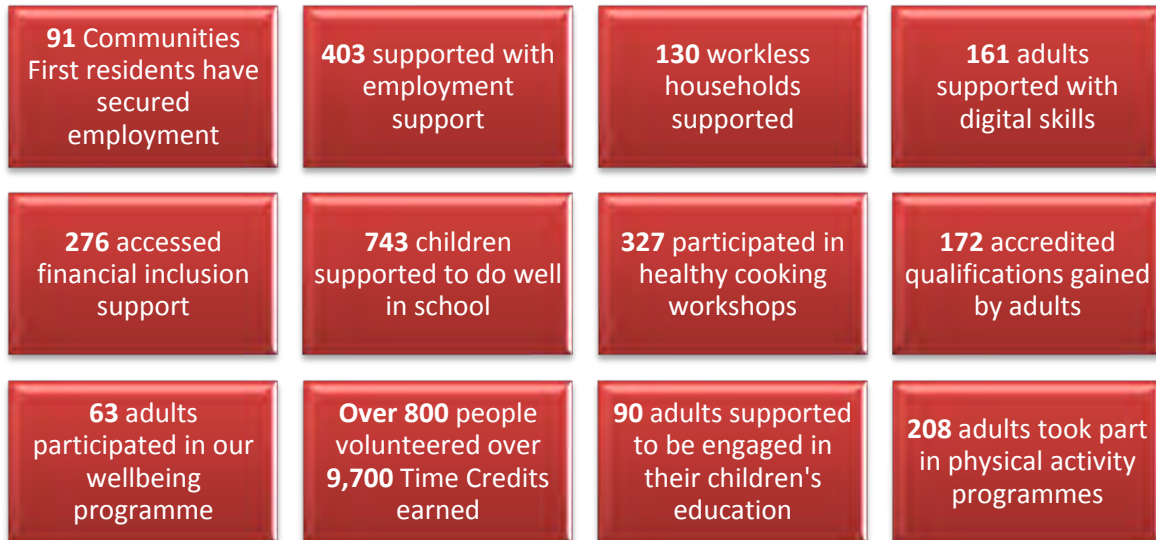 91 Communities
First residents have
secured
employment
403 supported with
employment
support
130 workless
households
supported
161 adults
supported with
digital skills
276 accessed
financial inclusion
support
743 children
supported to do well
in school
327 participated in
healthy cooking
workshops
172 accredited
qualifications gained
by adults
63 adults
participated in our
wellbeing
programme
Over 800 people
volunteered over
9,700 Time Credits
earned
90 adults supported
to be engaged in
their children's
education
208 adults took part
in physical activity
programmes